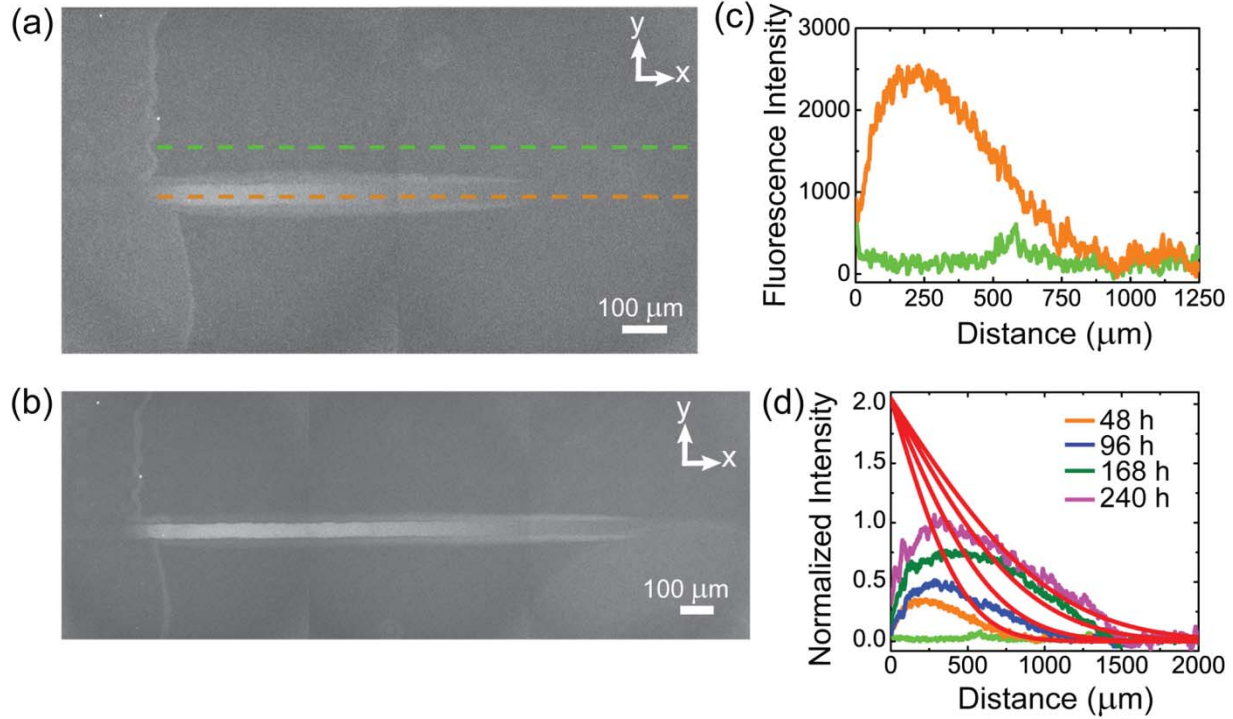 (a)
y
x
100 μm
(b)
y
x
100 μm
(c)
Fluorescence Intensity
3000
2000
1000
0
0 250 500 750 1000 1250
Distance (μm)
(d)
Normalized Intensity
2.0
1.5
1.0
0.5
0.0
48 h
96 h
168 h
240 h
0 500 1000 1500 2000
Distance (μm)